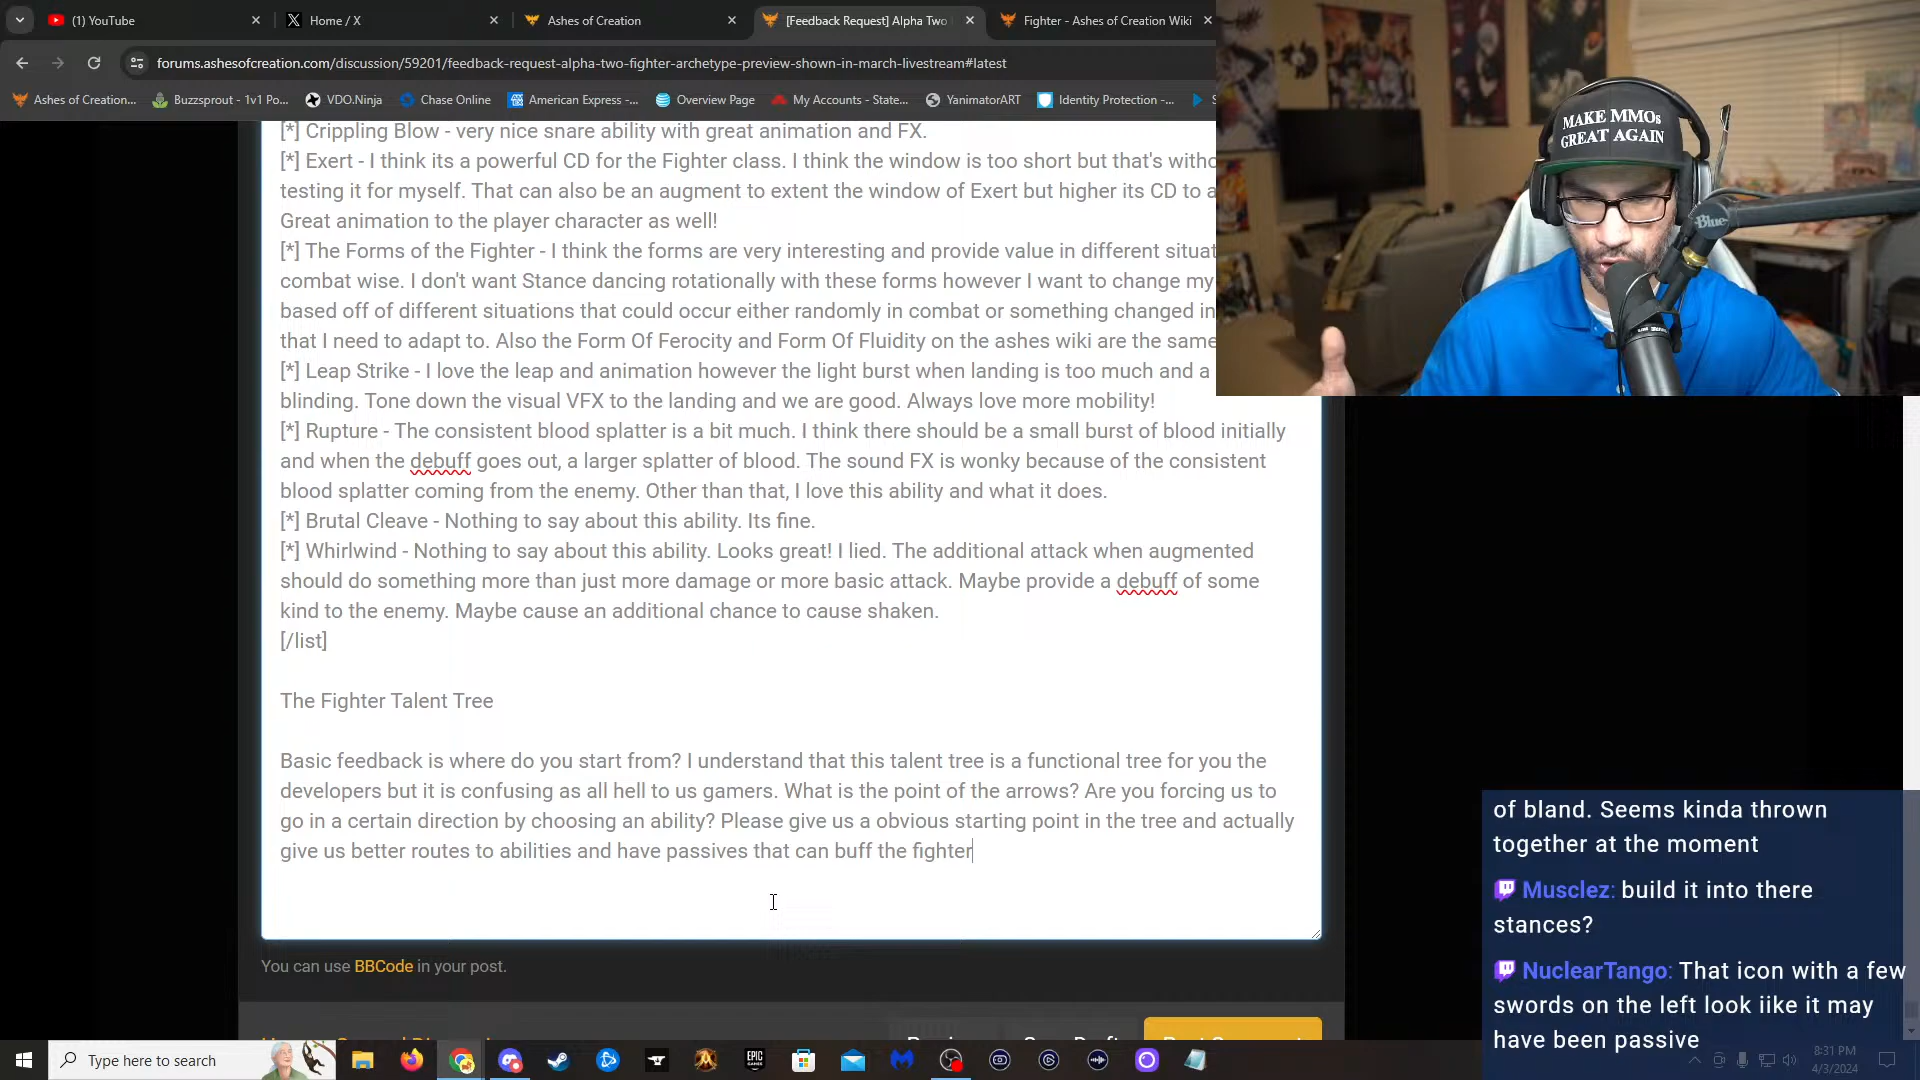 (1) YouTube
Home / X
Ashes of Creation
[Feedback Request] Alpha Two
Fighter - Ashes of Creation Wiki
forums.ashesofcreation.com/discussion/59201/feedback-request-alpha-two-fighter-archetype-preview-shown-in-march-livestream#latest
Ashes of Creation...
Buzzsprout - 1v1 Po...
VDO.Ninja
Chase Online
American Express -...
Overview Page
My Accounts - State...
YanimatorART
Identity Protection -...
MAKE MMOs
GREAT AGAIN
Blue
[*] Crippling Blow - very nice snare ability with great animation and FX.
[*] Exert - I think its a powerful CD for the Fighter class. I think the window is too short but that's witho
testing it for myself. That can also be an augment to extent the window of Exert but higher its CD to a
Great animation to the player character as well!
[*] The Forms of the Fighter - I think the forms are very interesting and provide value in different situat
combat wise. I don't want Stance dancing rotationally with these forms however I want to change my
based off of different situations that could occur either randomly in combat or something changed in
that I need to adapt to. Also the Form Of Ferocity and Form Of Fluidity on the ashes wiki are the same
[*] Leap Strike - I love the leap and animation however the light burst when landing is too much and a
blinding. Tone down the visual VFX to the landing and we are good. Always love more mobility!
[*] Rupture - The consistent blood splatter is a bit much. I think there should be a small burst of blood initially
and when the debuff goes out, a larger splatter of blood. The sound FX is wonky because of the consistent
blood splatter coming from the enemy. Other than that, I love this ability and what it does.
[*] Brutal Cleave - Nothing to say about this ability. Its fine.
[*] Whirlwind - Nothing to say about this ability. Looks great! I lied. The additional attack when augmented
should do something more than just more damage or more basic attack. Maybe provide a debuff of some
kind to the enemy. Maybe cause an additional chance to cause shaken.
[/list]
The Fighter Talent Tree
Basic feedback is where do you start from? I understand that this talent tree is a functional tree for you the
developers but it is confusing as all hell to us gamers. What is the point of the arrows? Are you forcing us to
go in a certain direction by choosing an ability? Please give us a obvious starting point in the tree and actually
give us better routes to abilities and have passives that can buff the fighter
You can use BBCode in your post.
of bland. Seems kinda thrown
together at the moment
Musclez: build it into there
stances?
NuclearTango: That icon with a few
swords on the left look iike it may
have been passive
Type here to search
EPIC
GAMES
8:31 PM
4/3/2024